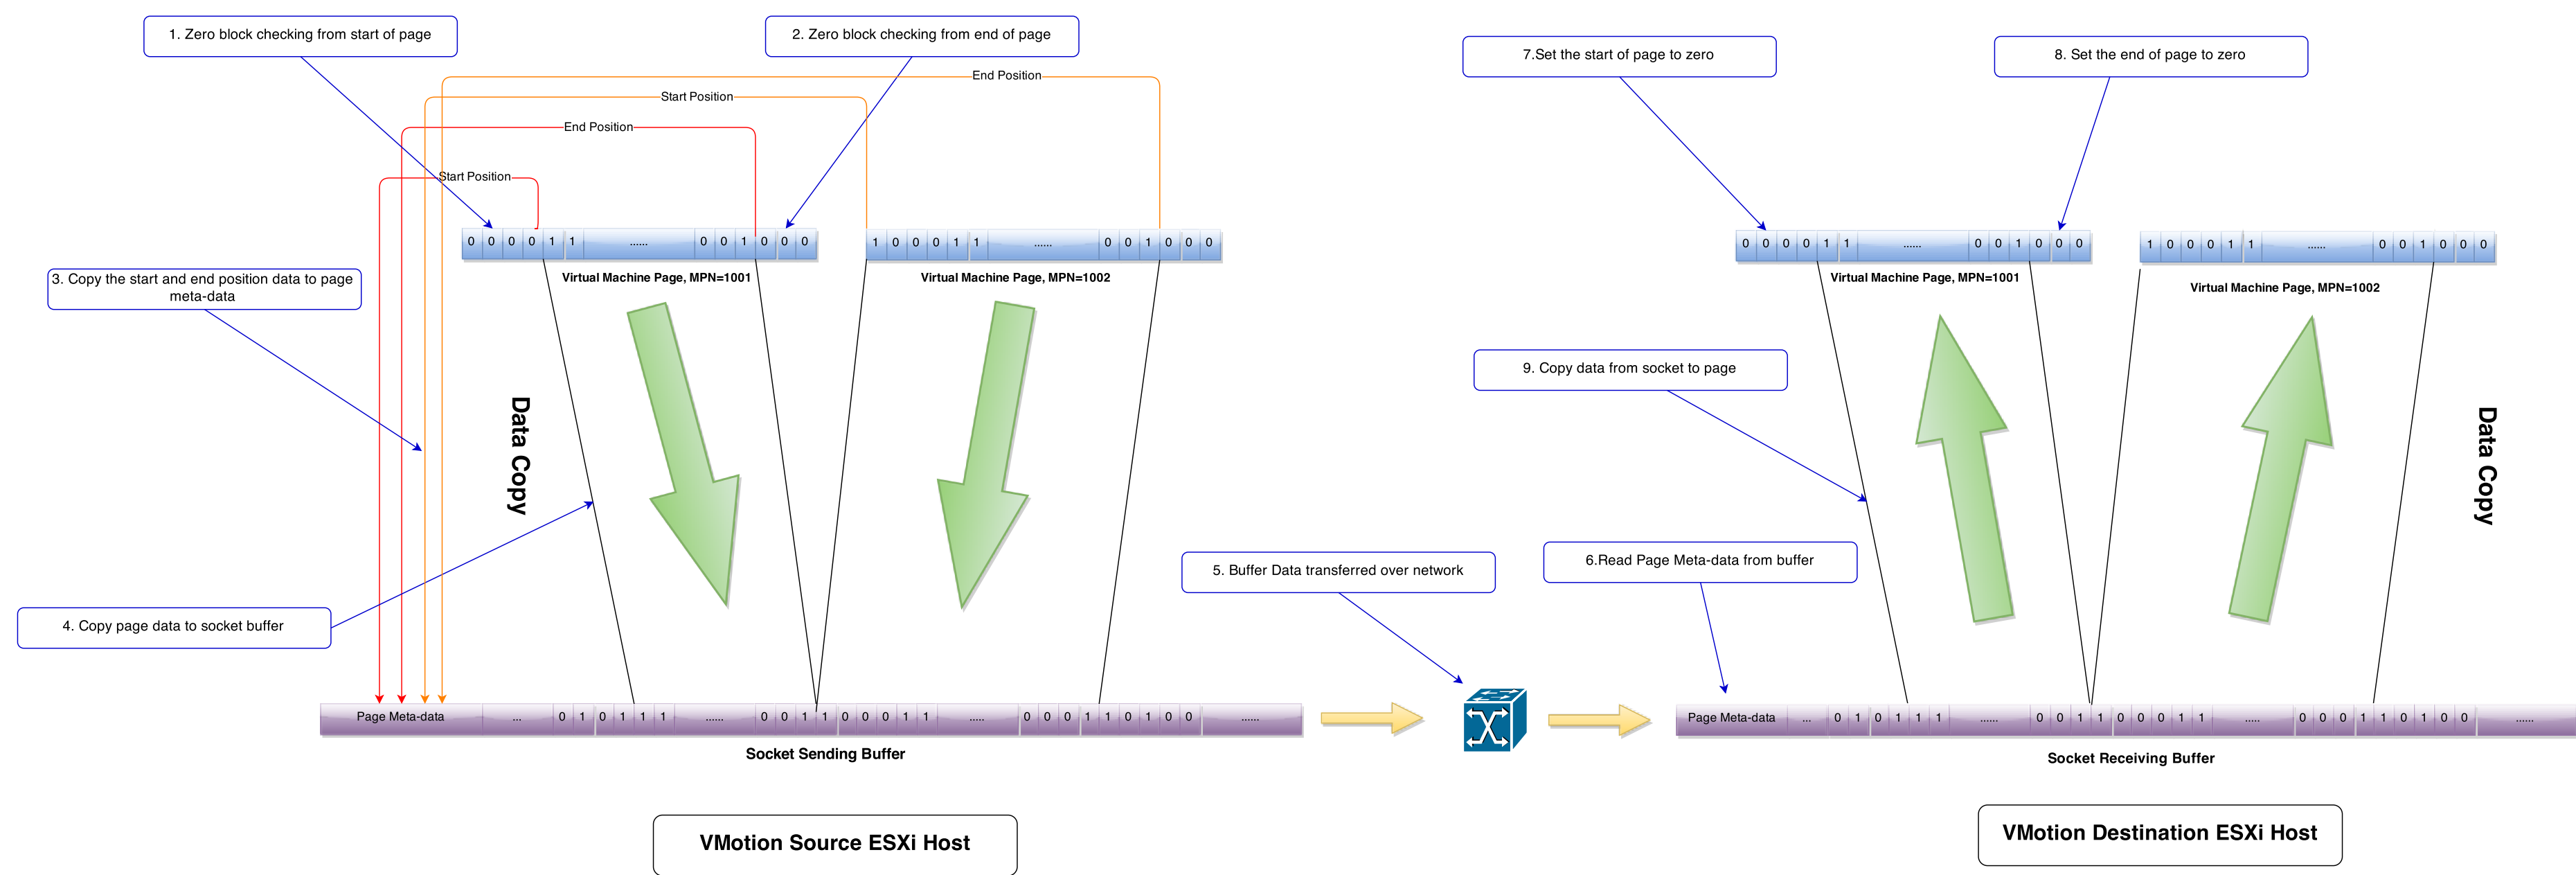 1. Zero block checking from start of page
2. Zero block checking from end of page
7.Set the start of page to zero
8. Set the end of page to zero
End Position
Start Position
End Position
Start Position
0 0 0 0 1 1 ...... 0 0 1 0 0 0
1 0 0 0 1 1 ...... 0 0 1 0 0 0
0 0 0 0 1 1 ...... 0 0 1 0 0 0
1 0 0 0 1 1 ...... 0 0 1 0 0 0
Virtual Machine Page, MPN=1001
Virtual Machine Page, MPN=1002
Virtual Machine Page, MPN=1001
Virtual Machine Page, MPN=1002
3. Copy the start and end position data to page
meta-data
Data Copy
9. Copy data from socket to page
Data Copy
4. Copy page data to socket buffer
5. Buffer Data transferred over network
6.Read Page Meta-data from buffer
Page Meta-data ... 0 1 0 1 1 1 ...... 0 0 1 1 0 0 0 1 1 ..... 0 0 0 1 1 0 1 0 0 ......
Page Meta-data ... 0 1 0 1 1 1 ...... 0 0 1 1 0 0 0 1 1 ..... 0 0 0 1 1 0 1 0 0 ......
Socket Sending Buffer
Socket Receiving Buffer
VMotion Source ESXi Host
VMotion Destination ESXi Host